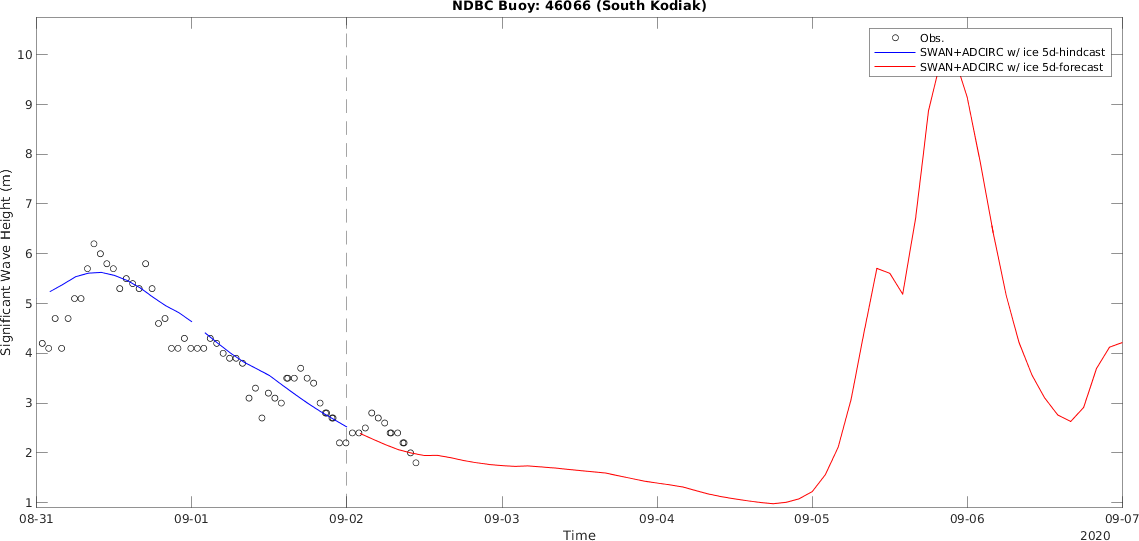 NDBC Buoy: 46066 (South Kodiak)
Obs.
SWAN+ADCIRC w/ ice 5d-hindcast
SWAN+ADCIRC w/ ice 5d-forecast
Significant Wave Height (m)
10
9
8
7
6
5
4
3
2
1
08-31 09-01 09-02 09-03 09-04 09-05 09-06 09-07
Time
2020